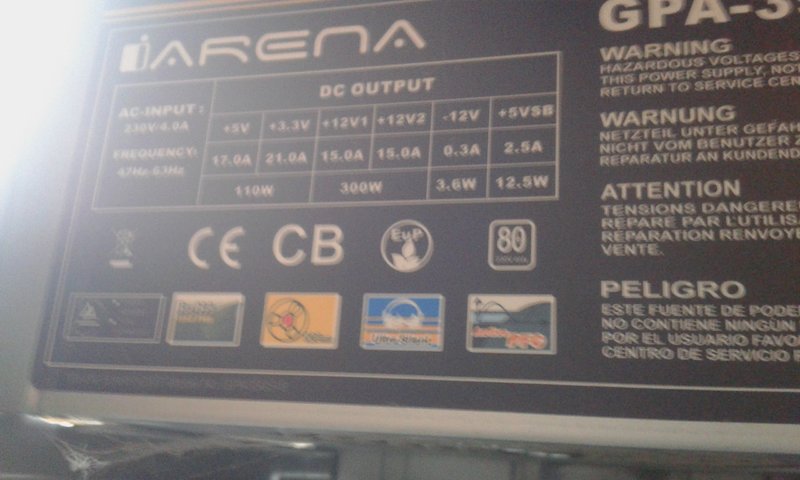 iARENA
DC OUTPUT
AC-INPUT:
230V-4.0A
FREQUENCY:
47Hz-63Hz
+5V +3.3V +12V1 +12V2 -12V +5VSB
17.0A 21.0A 15.0A 15.0A 0.3A 2.5A
110W 300W 3.6W 12.5W
CE CB EuP 80
GPA-3
WARNING
HAZARDOUS VOLTAGES
THIS POWER SUPPLY, NOT
RETURN TO SERVICE CEN
WARNUNG
NETZTEIL UNTER GEFÄH
NICHT VOM BENUTZER Z
REPARATUR AN KUNDEND
ATTENTION
TENSIONS DANGERE
REPARE PAR L'UTILIS
REPARATION RENVOYE
VENTE.
PELIGRO
ESTE FUENTE DE PODE
NO CONTIENE NINGÚN
POR EL USUARIO FAVO
CENTRO DE SERVICIO P